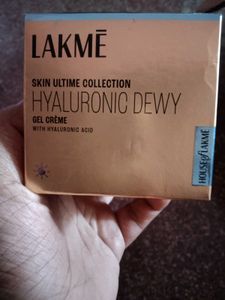 LAKMĒ
SKIN ULTIME COLLECTION
HYALURONIC DEWY
GEL CRÈME
WITH HYALURONIC ACID
HOUSE of LAKMĒ